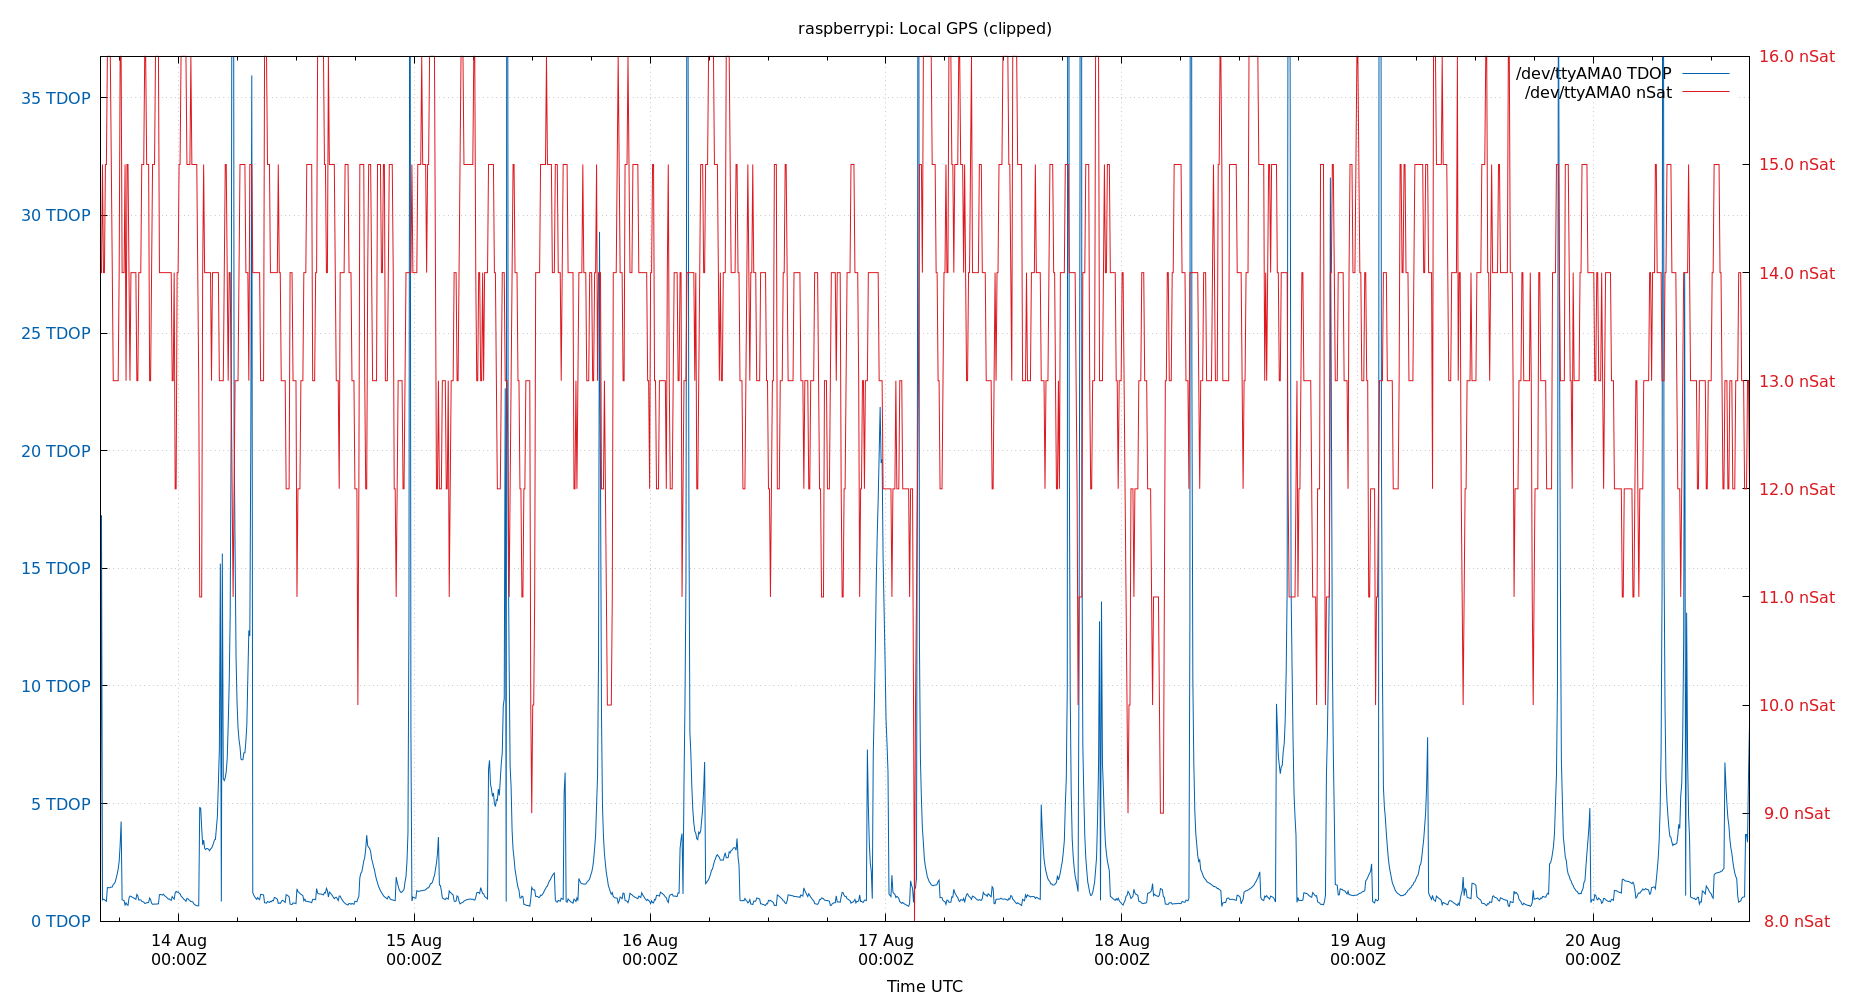 raspberrypi: Local GPS (clipped)
/dev/ttyAMA0 TDOP
/dev/ttyAMA0 nSat
35 TDOP
30 TDOP
25 TDOP
20 TDOP
15 TDOP
10 TDOP
5 TDOP
0 TDOP
16.0 nSat
15.0 nSat
14.0 nSat
13.0 nSat
12.0 nSat
11.0 nSat
10.0 nSat
9.0 nSat
8.0 nSat
14 Aug
00:00Z
15 Aug
00:00Z
16 Aug
00:00Z
17 Aug
00:00Z
18 Aug
00:00Z
19 Aug
00:00Z
20 Aug
00:00Z
Time UTC